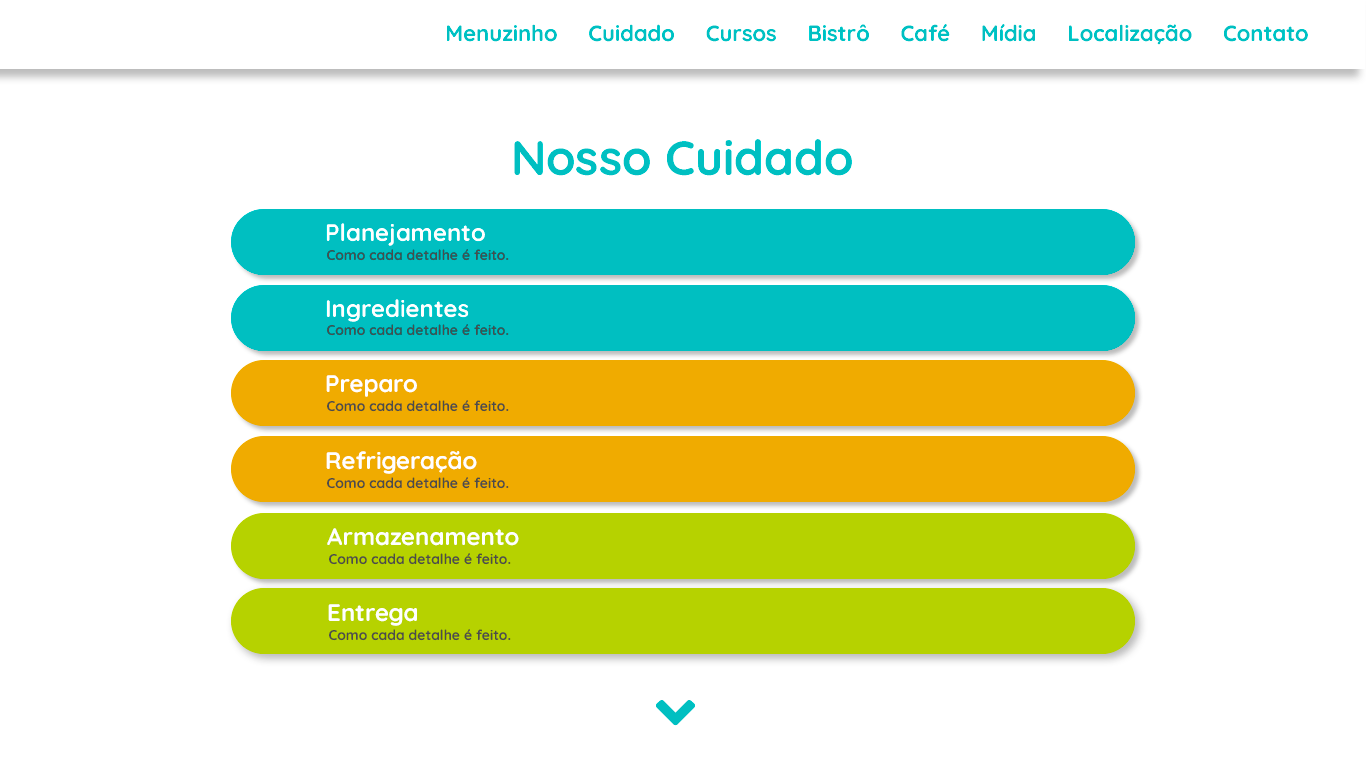 Menuzinho Cuidado Cursos Bistrô Café Mídia Localização Contato
Nosso Cuidado
Planejamento
Como cada detalhe é feito.
Ingredientes
Como cada detalhe é feito.
Preparo
Como cada detalhe é feito.
Refrigeração
Como cada detalhe é feito.
Armazenamento
Como cada detalhe é feito.
Entrega
Como cada detalhe é feito.